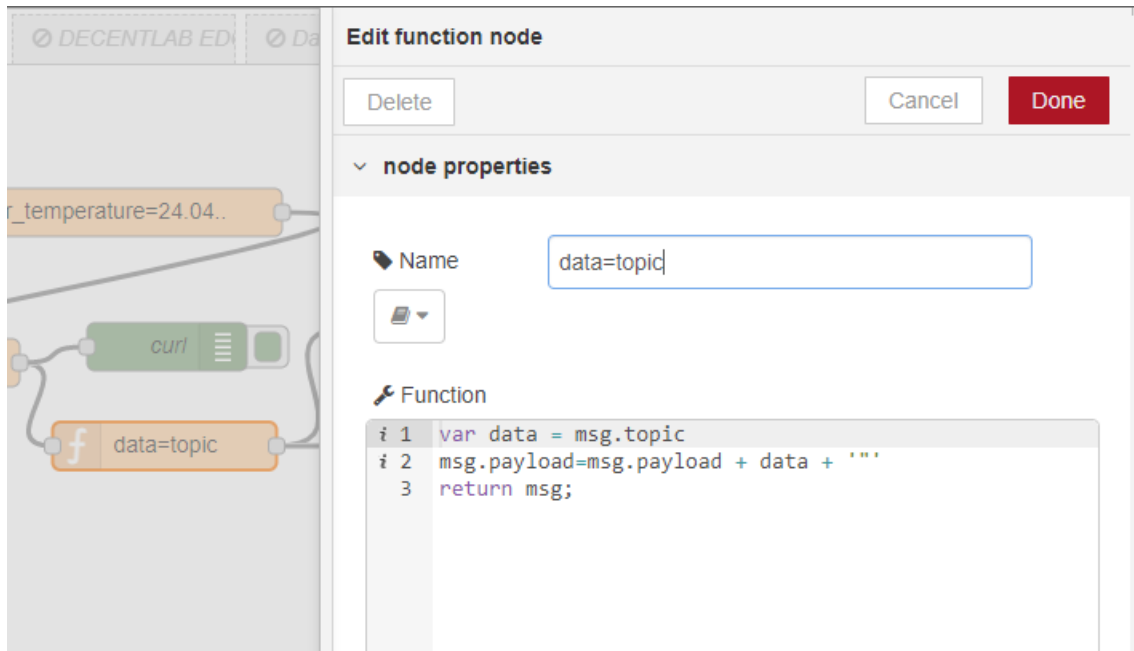 DECENTLAB ED
Da
Edit function node
Delete
Cancel
Done
node properties
r_temperature=24.04..
Name
data=topic
curl
Function
data=topic
i 1 var data = msg.topic
i 2 msg.payload=msg.payload + data + '"'
3 return msg;